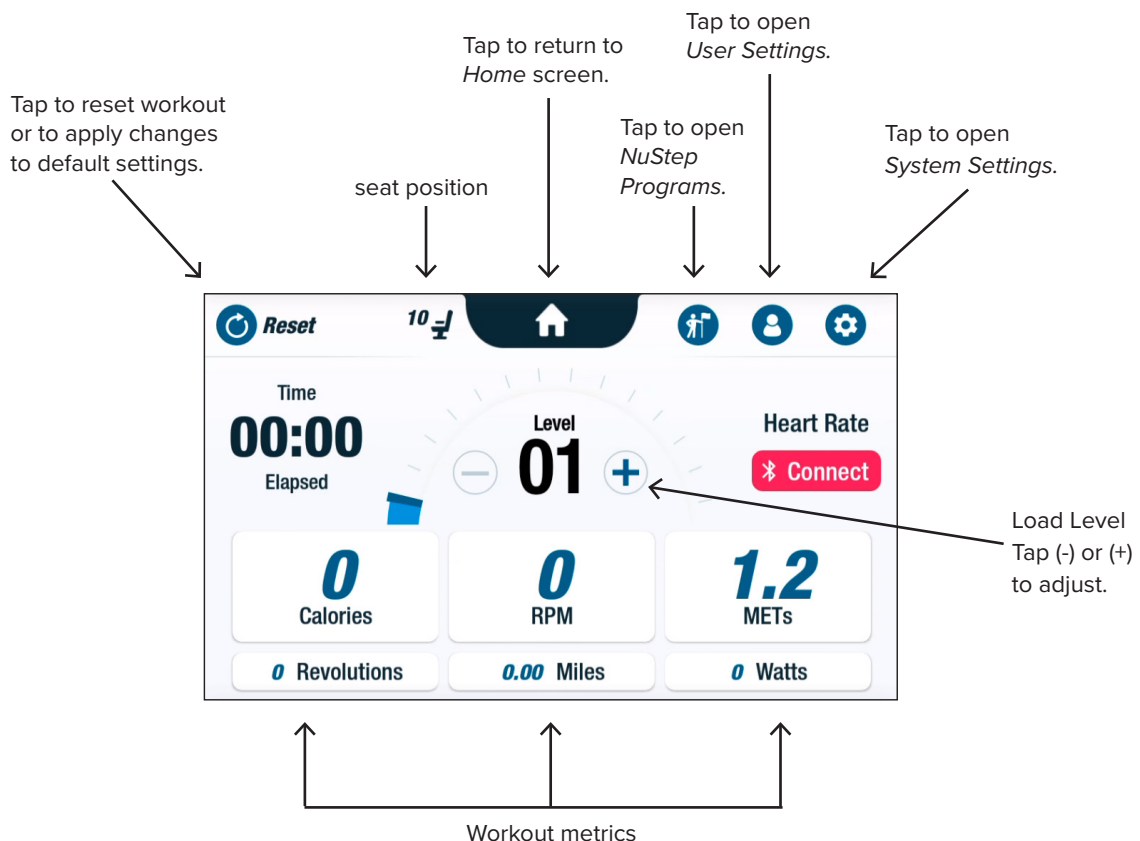 Tap to open
User Settings.
Tap to return to
Home screen.
Tap to reset workout
or to apply changes
to default settings.
Tap to open
NuStep
Programs.
Tap to open
System Settings.
seat position
Reset
10
Time
00:00
Elapsed
Level
01
Heart Rate
Connect
Load Level
Tap (-) or (+)
to adjust.
0
Calories
0
RPM
1.2
METs
0 Revolutions
0.00 Miles
0 Watts
Workout metrics